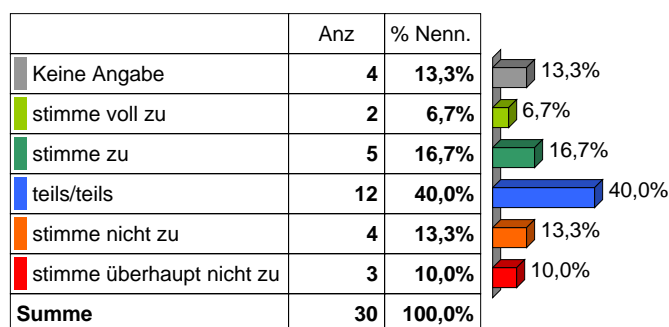 Anz % Nenn.
Keine Angabe 4 13,3% 13,3%
stimme voll zu 2 6,7% 6,7%
stimme zu 5 16,7% 16,7%
teils/teils 12 40,0% 40,0%
stimme nicht zu 4 13,3% 13,3%
stimme überhaupt nicht zu 3 10,0% 10,0%
Summe 30 100,0%